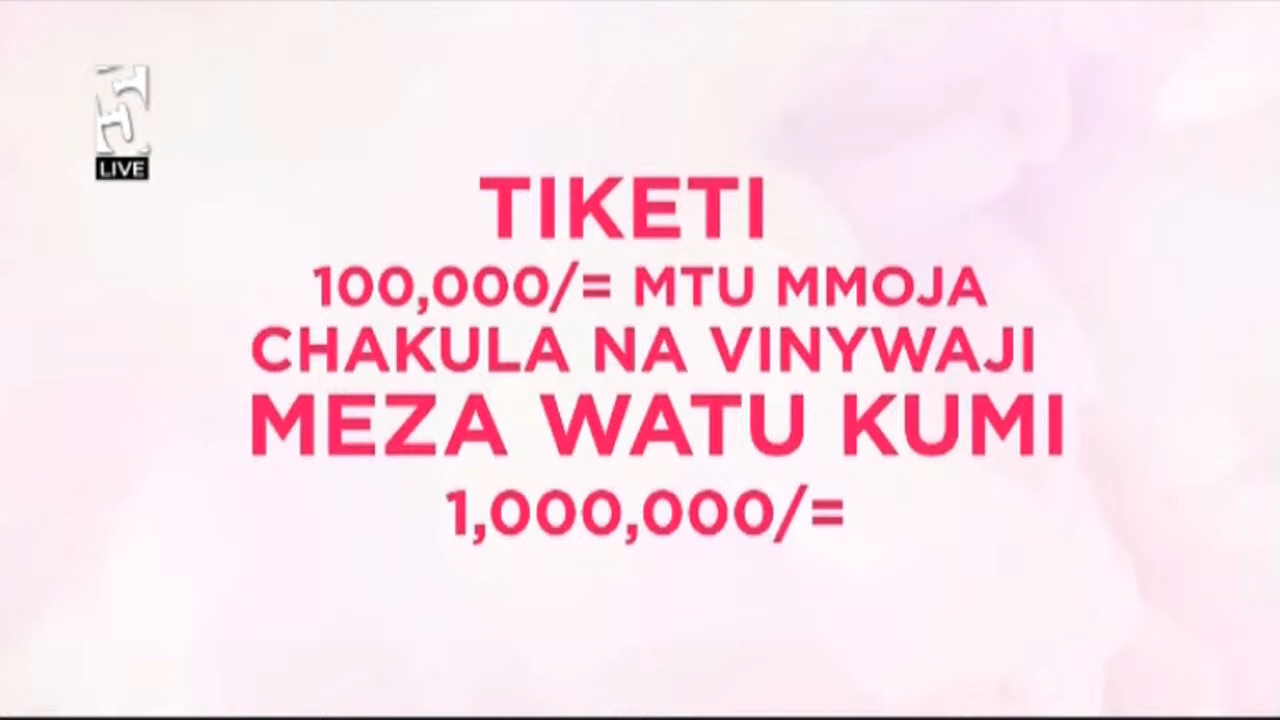 LIVE
TIKETI
100,000/= MTU MMOJA
CHAKULA NA VINYWAJI
MEZA WATU KUMI
1,000,000/=